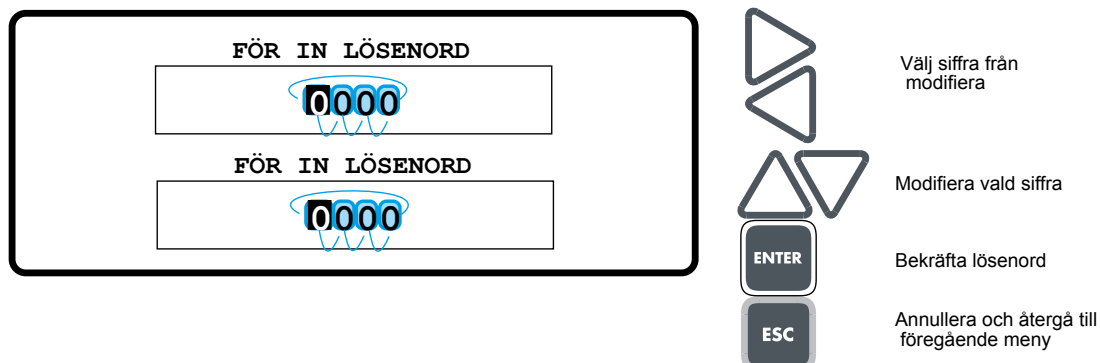 FÖR IN LÖSENORD
0000
FÖR IN LÖSENORD
0000
Välj siffra från
modifiera
Modifiera vald siffra
ENTER
Bekräfta lösenord
ESC
Annullera och återgå till
föregående meny